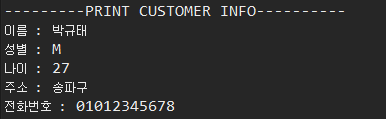 ---------PRINT CUSTOMER INFO----------
이름 : 박규태
성별 : M
나이 : 27
주소 : 송파구
전화번호 : 01012345678